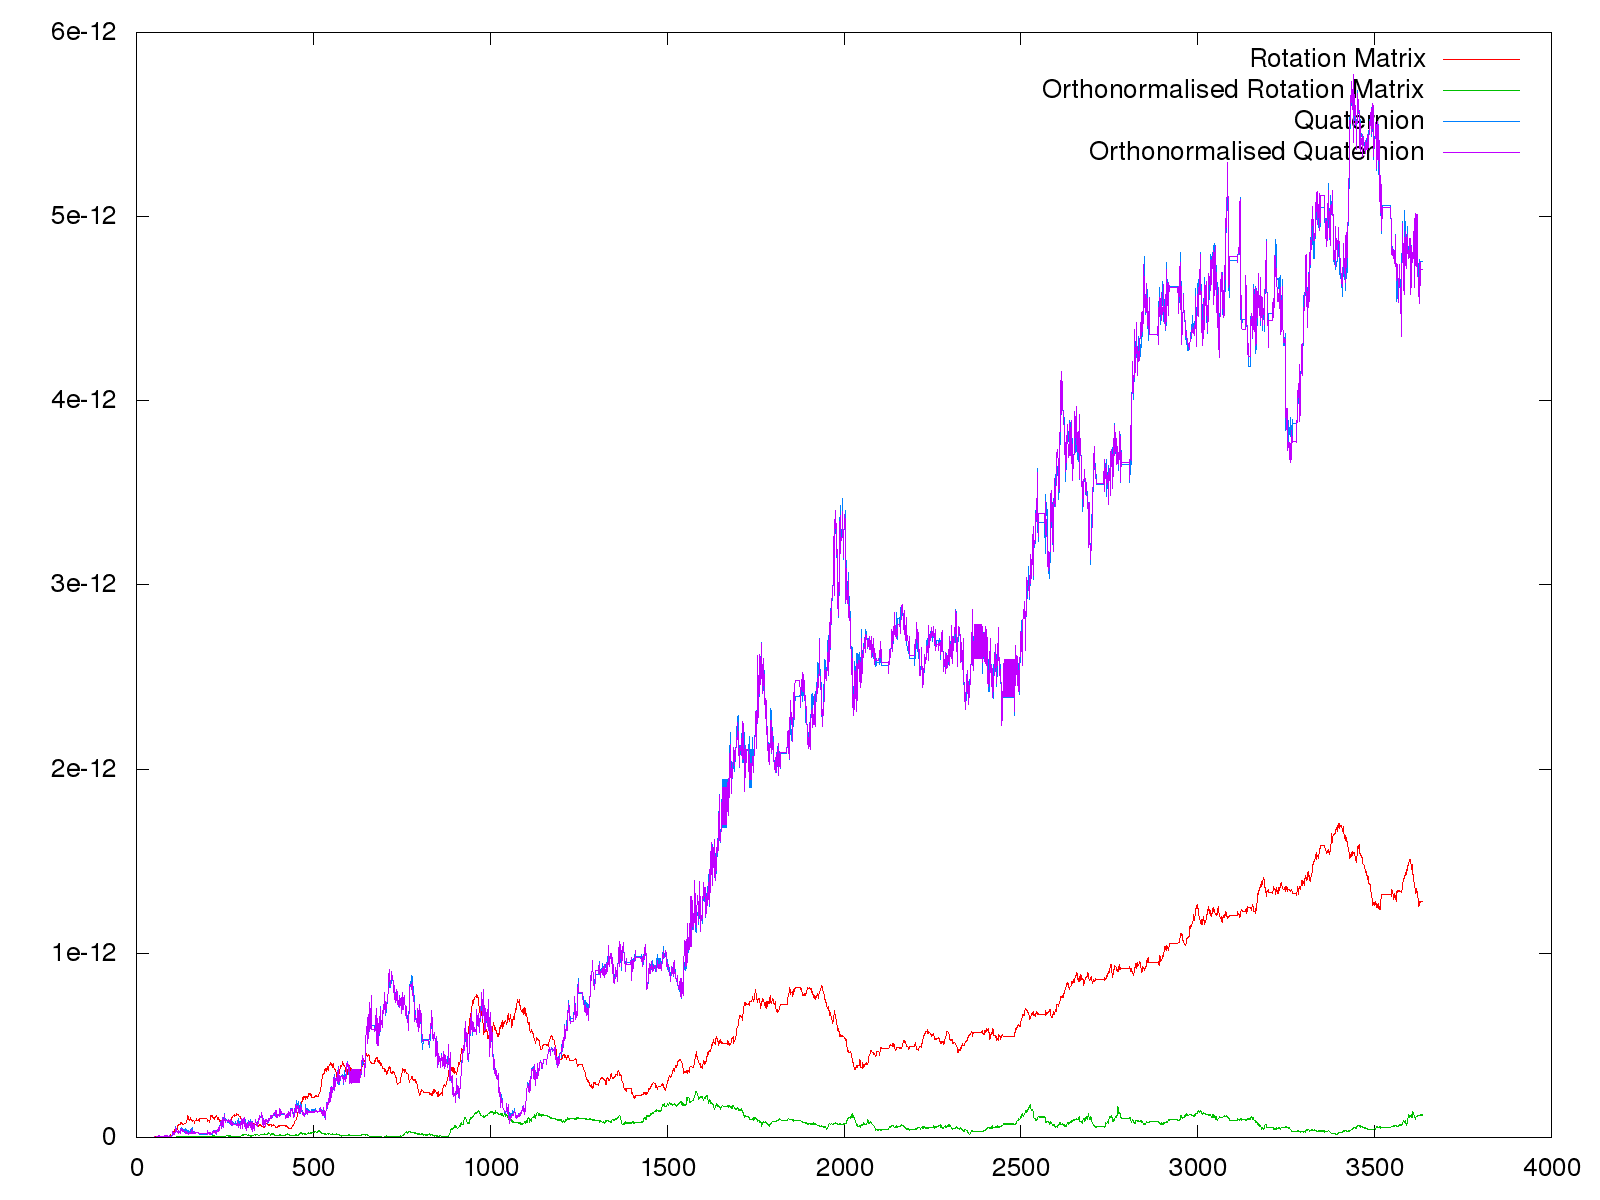 6e-12
5e-12
4e-12
3e-12
2e-12
1e-12
0
0 500 1000 1500 2000 2500 3000 3500 4000
Rotation Matrix
Orthonormalised Rotation Matrix
Quaternion
Orthonormalised Quaternion